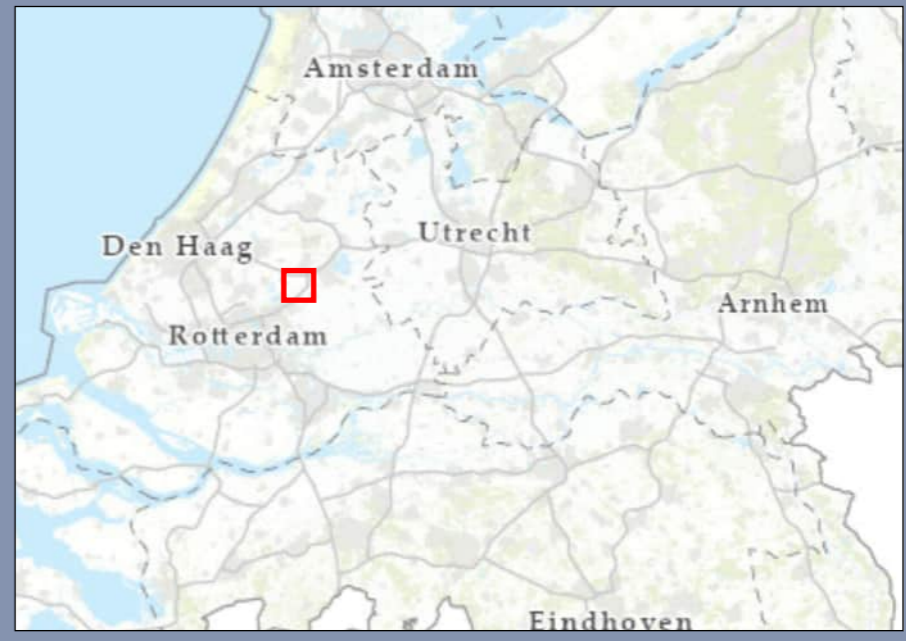 Amsterdam
Den Haag
Utrecht
Arnhem
Rotterdam
Eindhoven